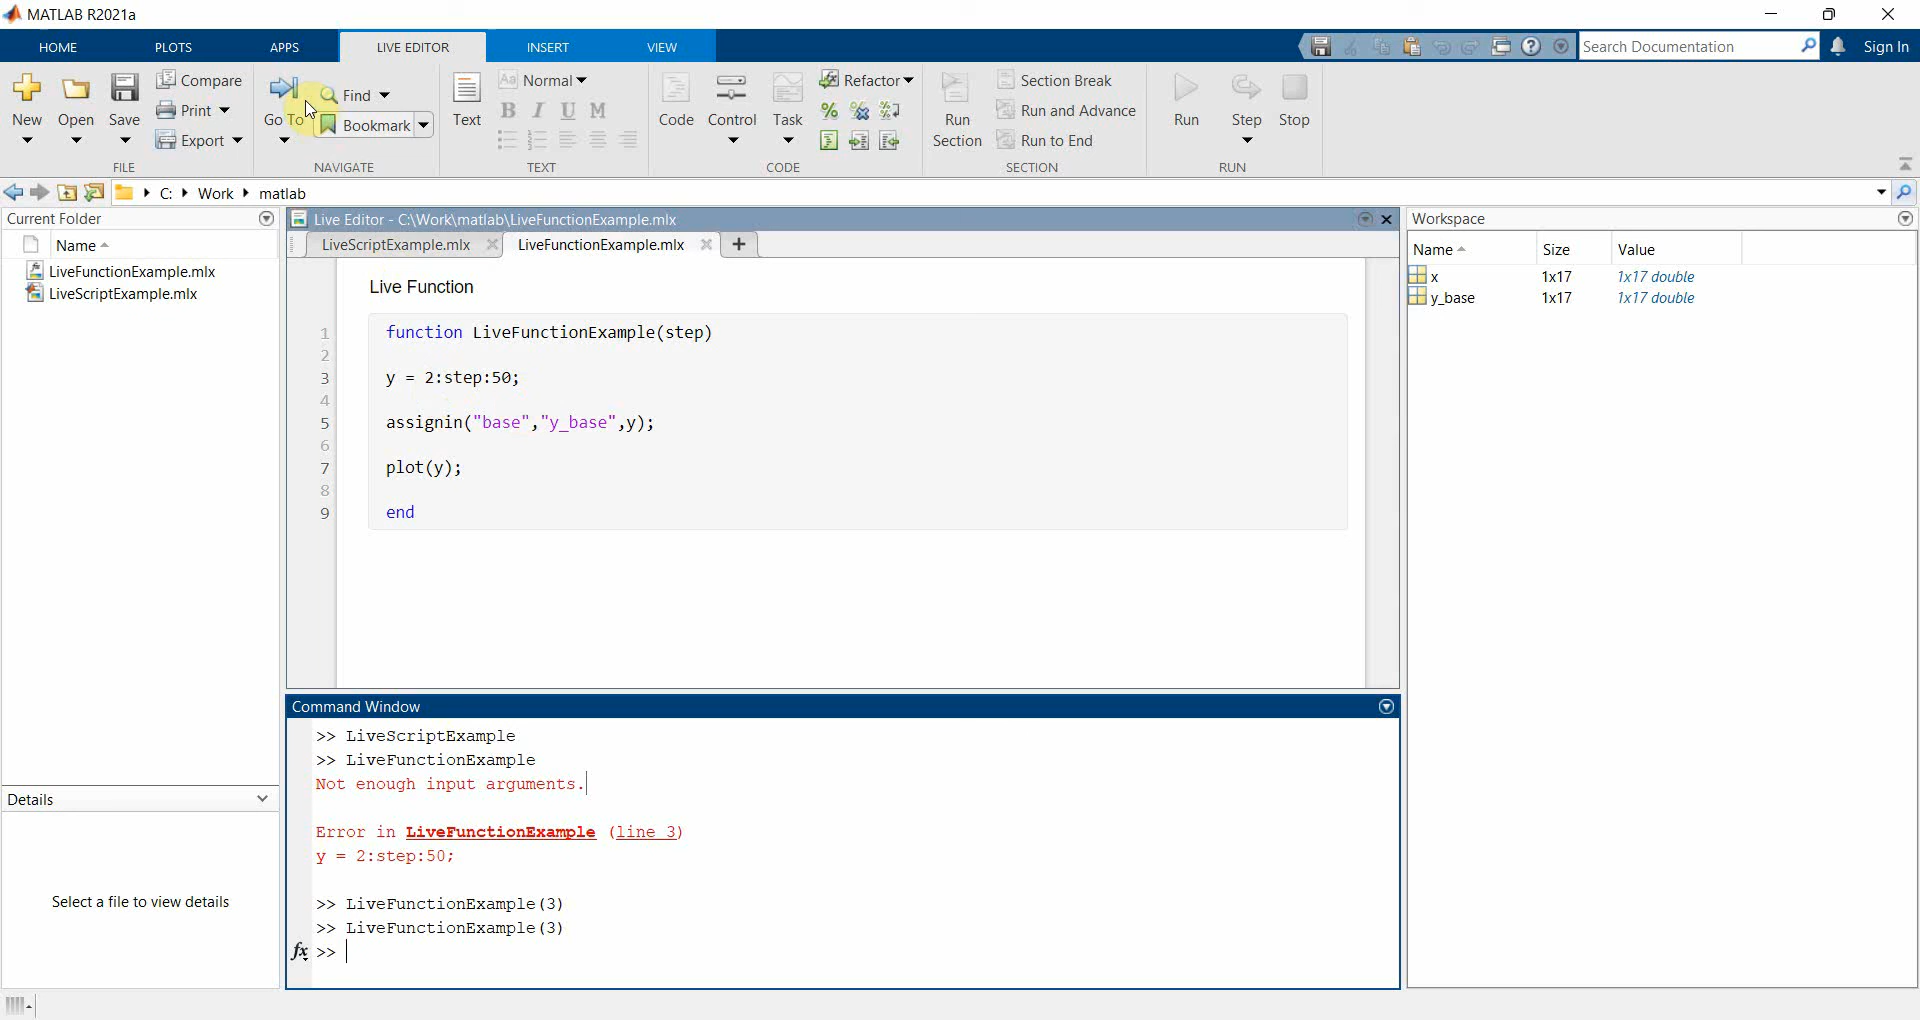 MATLAB R2021a
HOME PLOTS APPS LIVE EDITOR INSERT VIEW
Search Documentation Sign In
New Open Save Compare Print Export
FILE
Go To Find Bookmark
NAVIGATE
Text Aa Normal
B I U M
TEXT
Code Control Task Refactor
CODE
Run Section Section Break Run and Advance Run to End
SECTION
Run Step Stop
RUN
C: Work matlab
Current Folder
Name
LiveFunctionExample.mlx
LiveScriptExample.mlx
Details
Select a file to view details
Live Editor - C:\Work\matlab\LiveFunctionExample.mlx
LiveScriptExample.mlx LiveFunctionExample.mlx +
Live Function
1 function LiveFunctionExample(step)
2
3 y = 2:step:50;
4
5 assignin("base","y_base",y);
6
7 plot(y);
8
9 end
Command Window
>> LiveScriptExample
>> LiveFunctionExample
Not enough input arguments.
Error in LiveFunctionExample (line 3)
y = 2:step:50;
>> LiveFunctionExample(3)
>> LiveFunctionExample(3)
fx >>
Workspace
Name Size Value
x 1x17 1x17 double
y_base 1x17 1x17 double